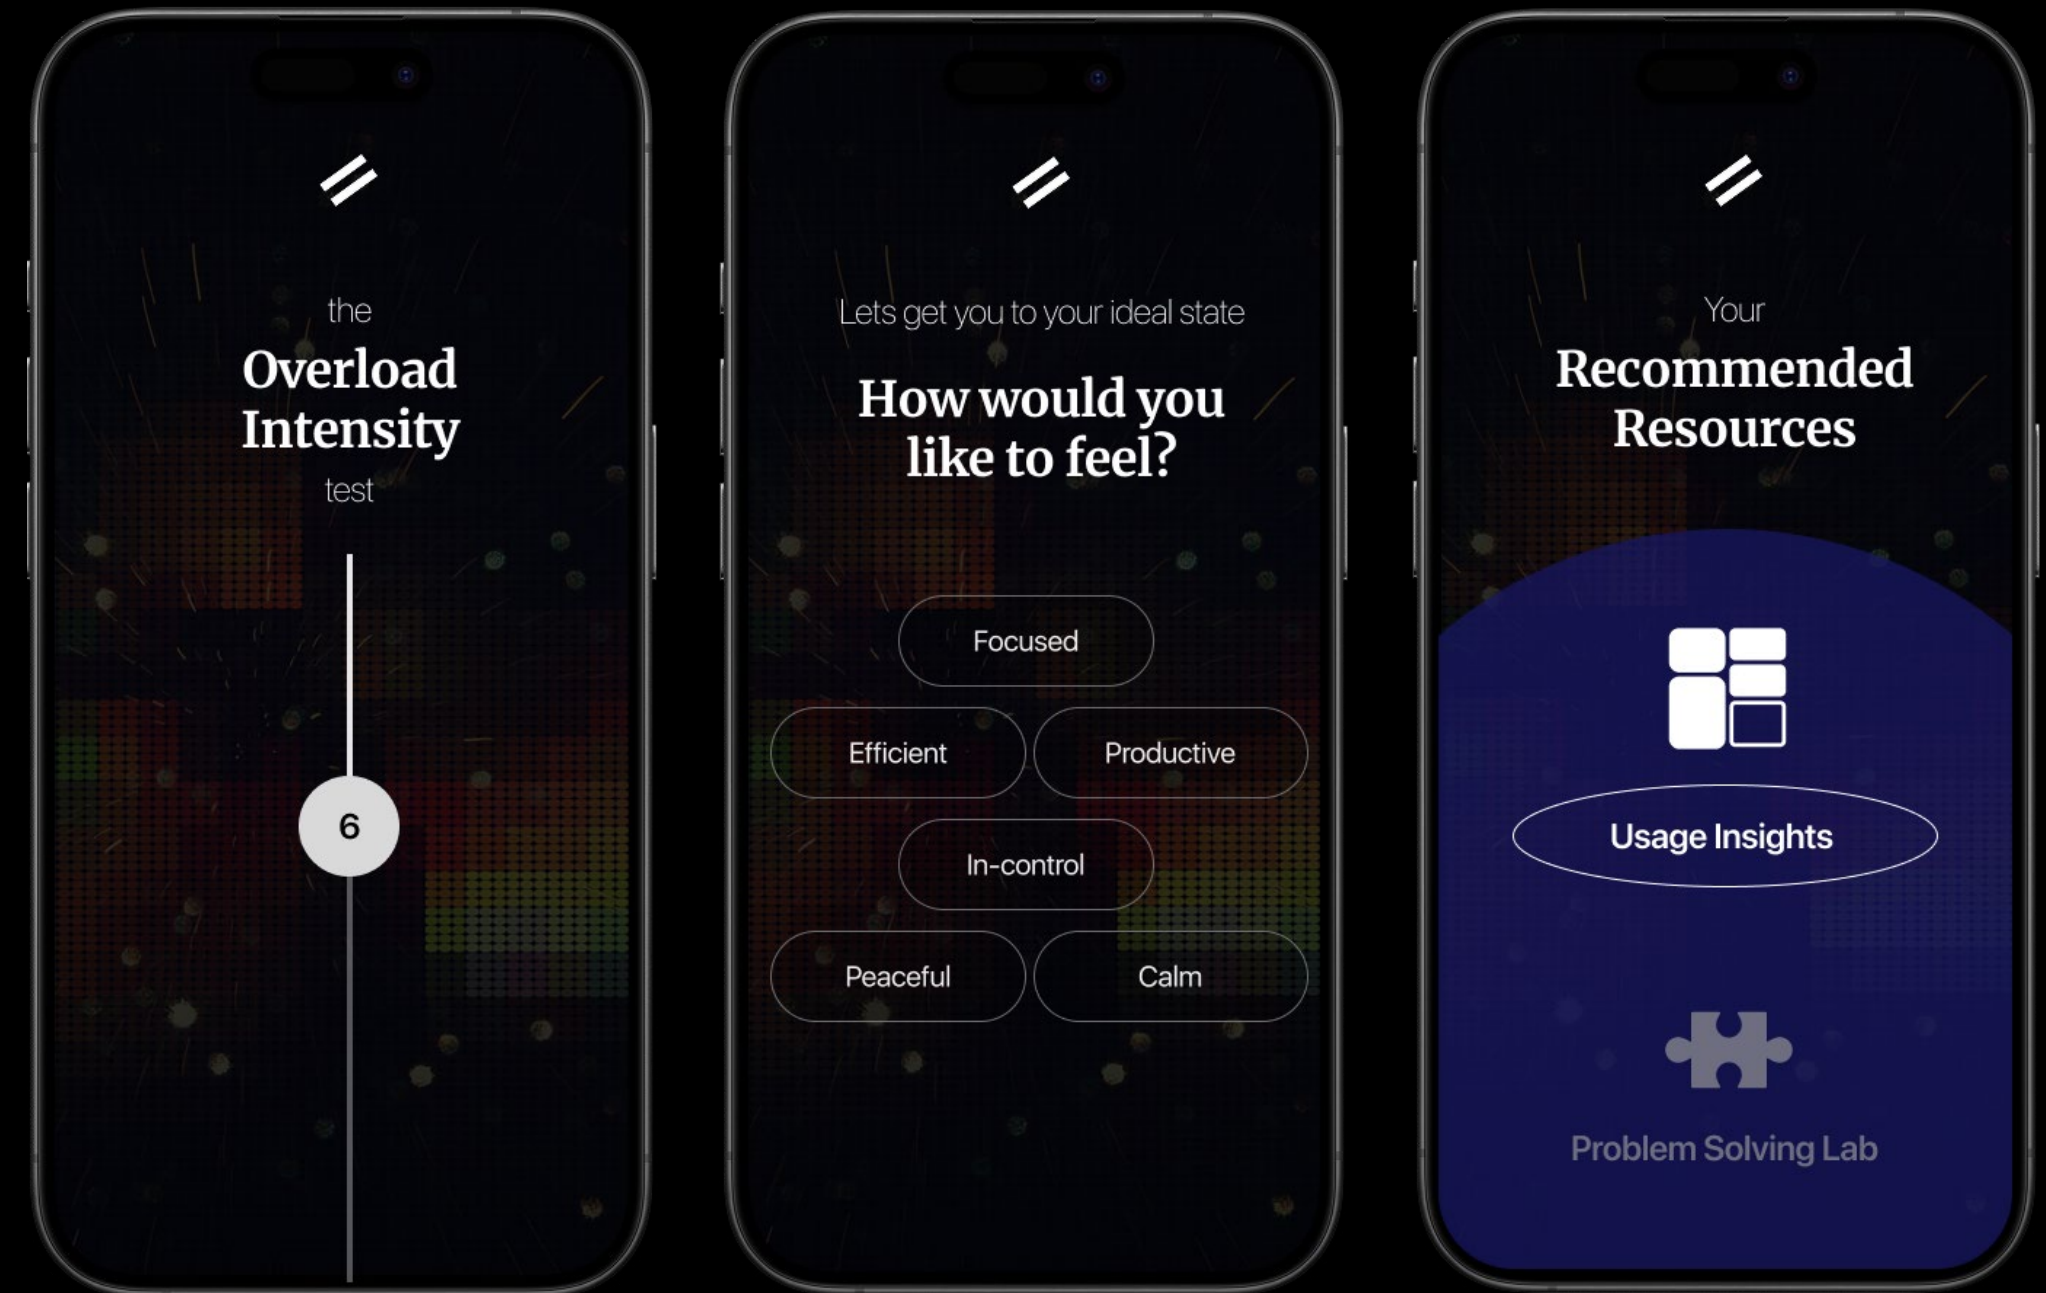 the
Overload
Intensity
test
6
Lets get you to your ideal state
How would you
like to feel?
Focused
Efficient
Productive
In-control
Peaceful
Calm
Your
Recommended
Resources
Usage Insights
Problem Solving Lab